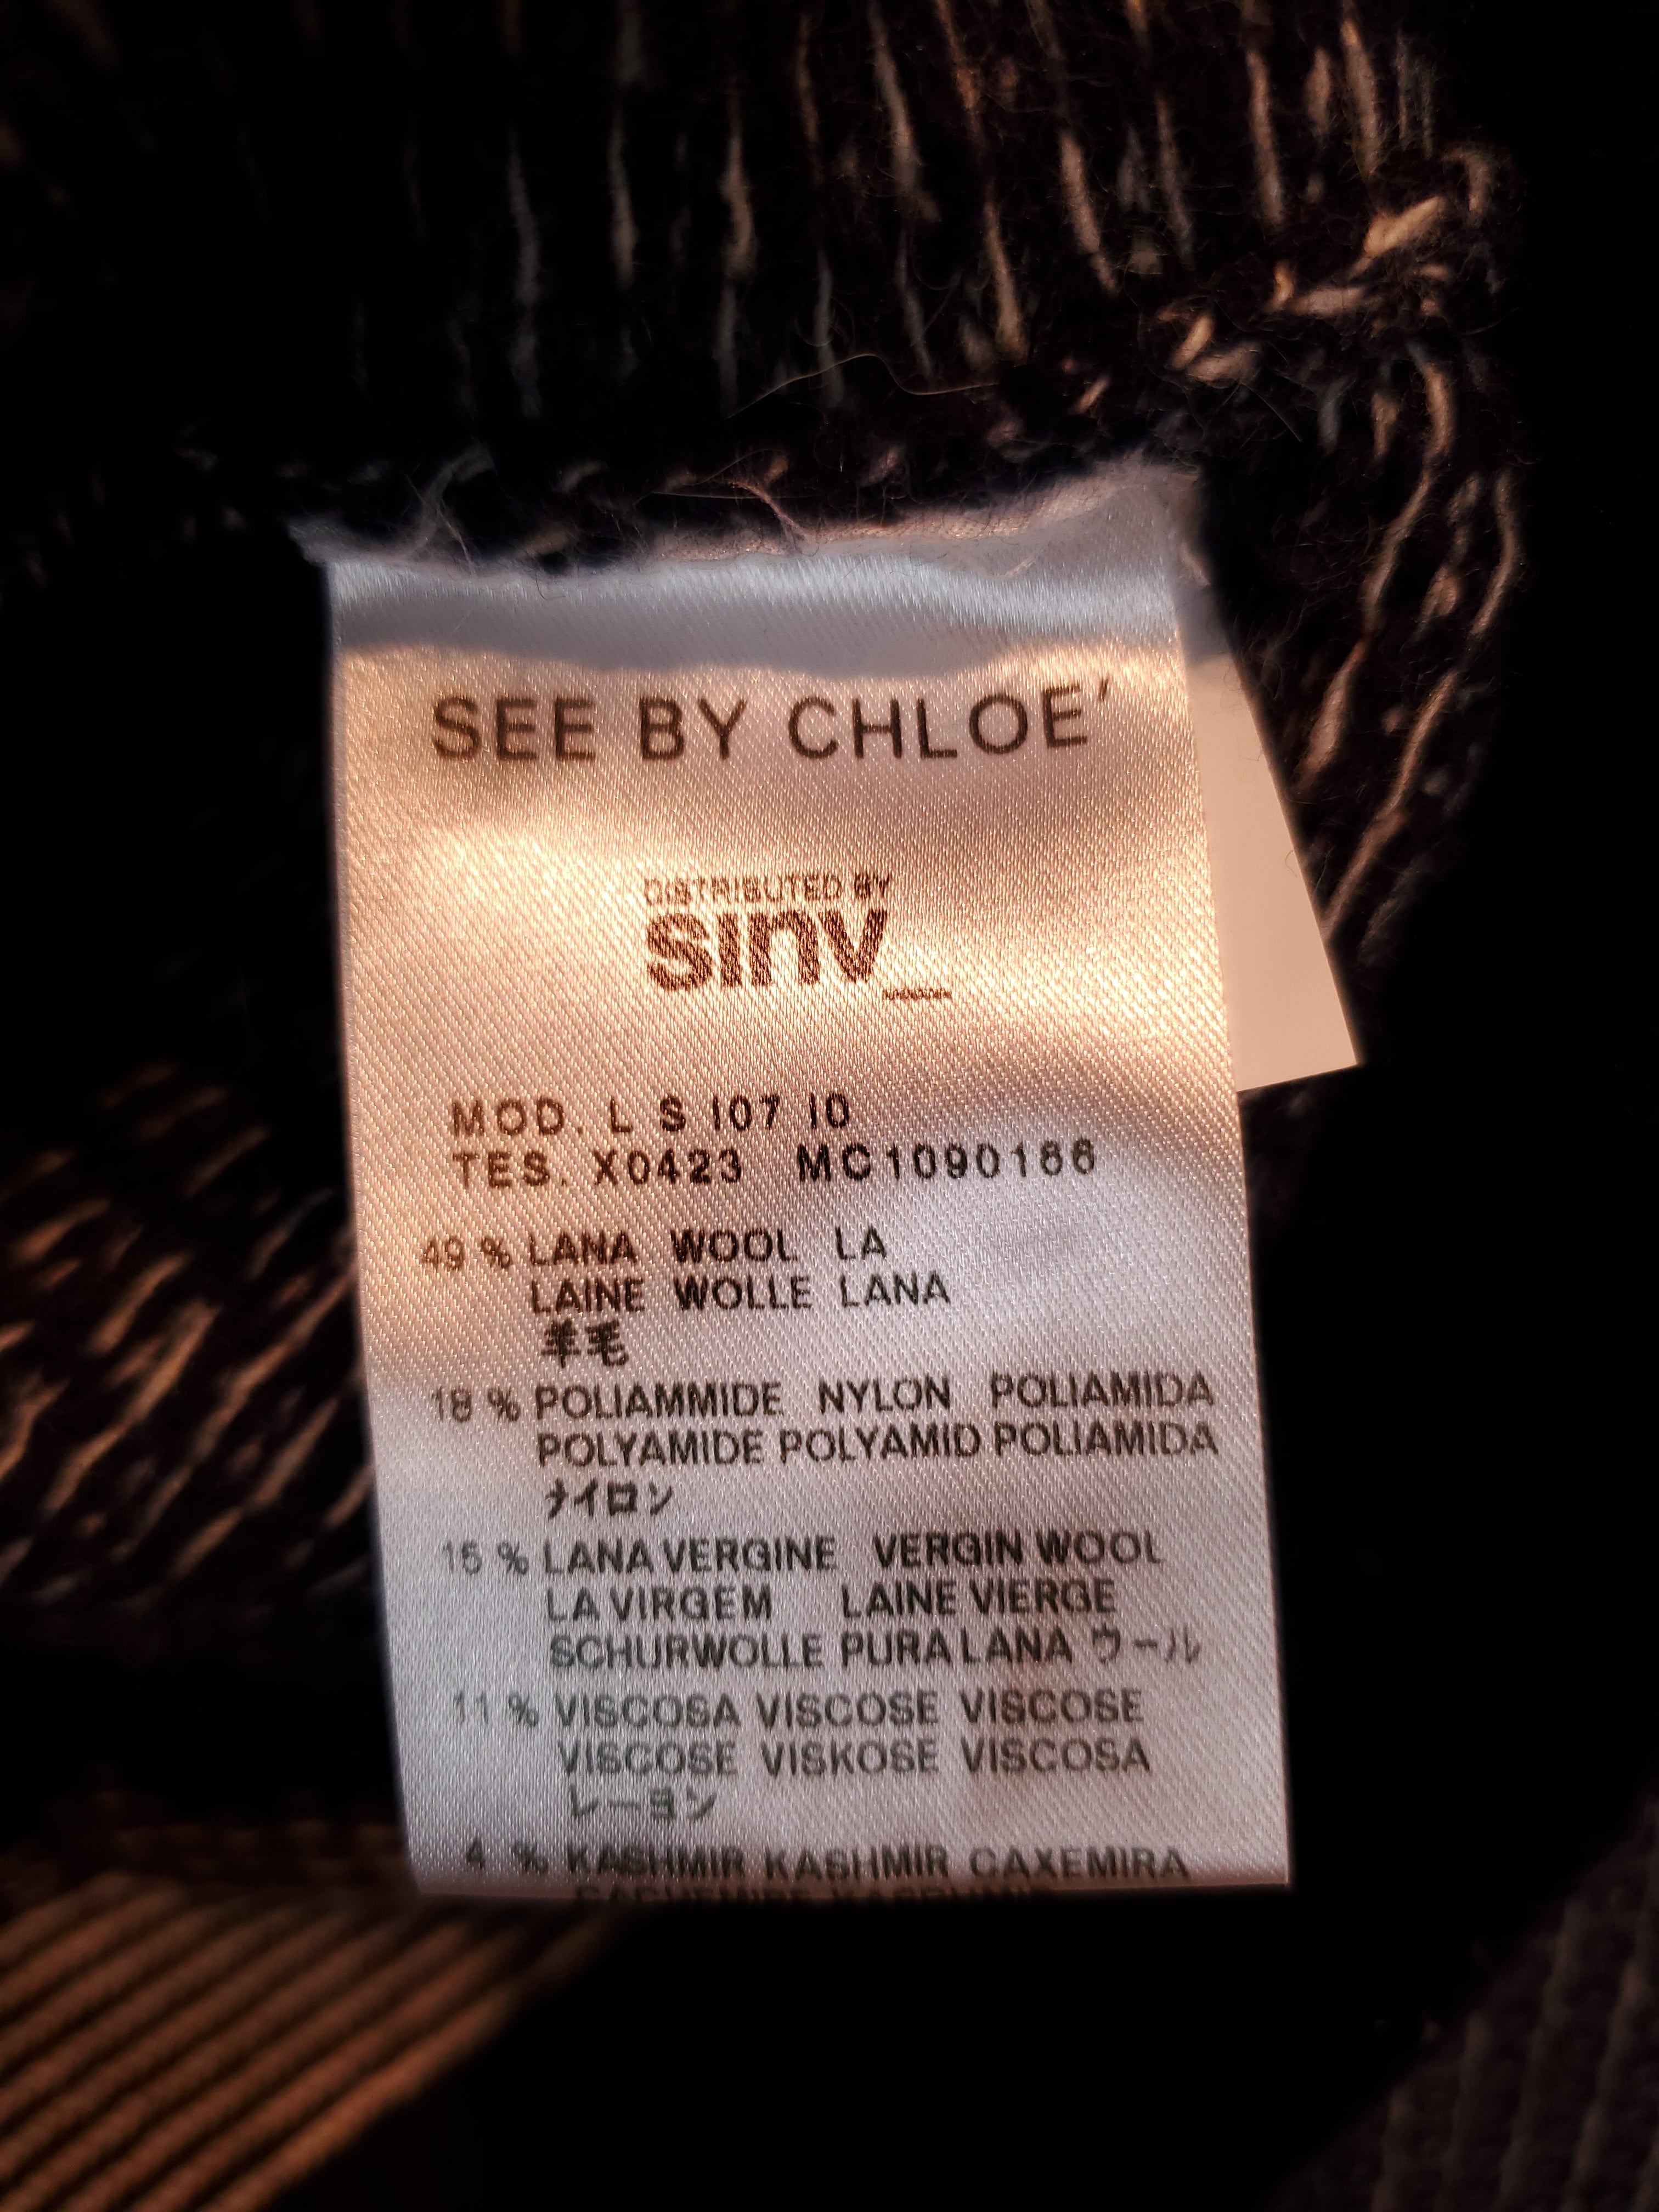 SEE BY CHLOE'
DISTRIBUTED BY
sinv_
MOD. L S I07 I0
TES. X0423 MC1090186
49 % LANA WOOL LA
LAINE WOLLE LANA
羊毛
18 % POLIAMMIDE NYLON POLIAMIDA
POLYAMIDE POLYAMID POLIAMIDA
ナイロン
15 % LANA VERGINE VERGIN WOOL
LA VIRGEM LAINE VIERGE
SCHURWOLLE PURA LANA ウール
11 % VISCOSA VISCOSE VISCOSE
VISCOSE VISKOSE VISCOSA
レーヨン
4 % KASHMIR KASHMIR CAXEMIRA